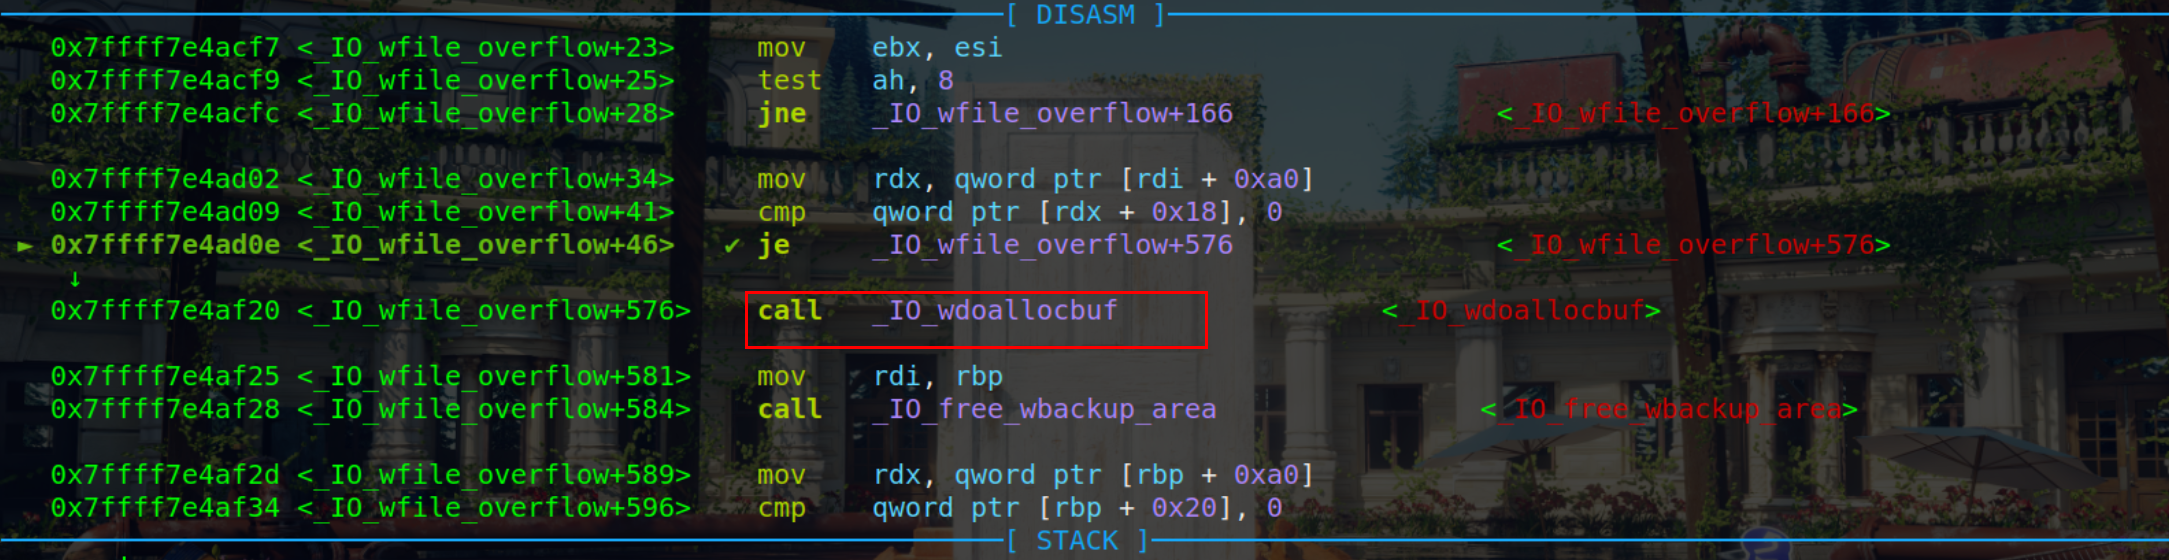 [ DISASM ]
0x7ffff7e4acf7 <_IO_wfile_overflow+23> mov ebx, esi
0x7ffff7e4acf9 <_IO_wfile_overflow+25> test ah, 8
0x7ffff7e4acfc <_IO_wfile_overflow+28> jne _IO_wfile_overflow+166 <_IO_wfile_overflow+166>
0x7ffff7e4ad02 <_IO_wfile_overflow+34> mov rdx, qword ptr [rdi + 0xa0]
0x7ffff7e4ad09 <_IO_wfile_overflow+41> cmp qword ptr [rdx + 0x18], 0
► 0x7ffff7e4ad0e <_IO_wfile_overflow+46> ✔ je _IO_wfile_overflow+576 <_IO_wfile_overflow+576>
↓
0x7ffff7e4af20 <_IO_wfile_overflow+576> call _IO_wdoallocbuf <_IO_wdoallocbuf>
0x7ffff7e4af25 <_IO_wfile_overflow+581> mov rdi, rbp
0x7ffff7e4af28 <_IO_wfile_overflow+584> call _IO_free_wbackup_area <_IO_free_wbackup_area>
0x7ffff7e4af2d <_IO_wfile_overflow+589> mov rdx, qword ptr [rbp + 0xa0]
0x7ffff7e4af34 <_IO_wfile_overflow+596> cmp qword ptr [rbp + 0x20], 0
[ STACK ]